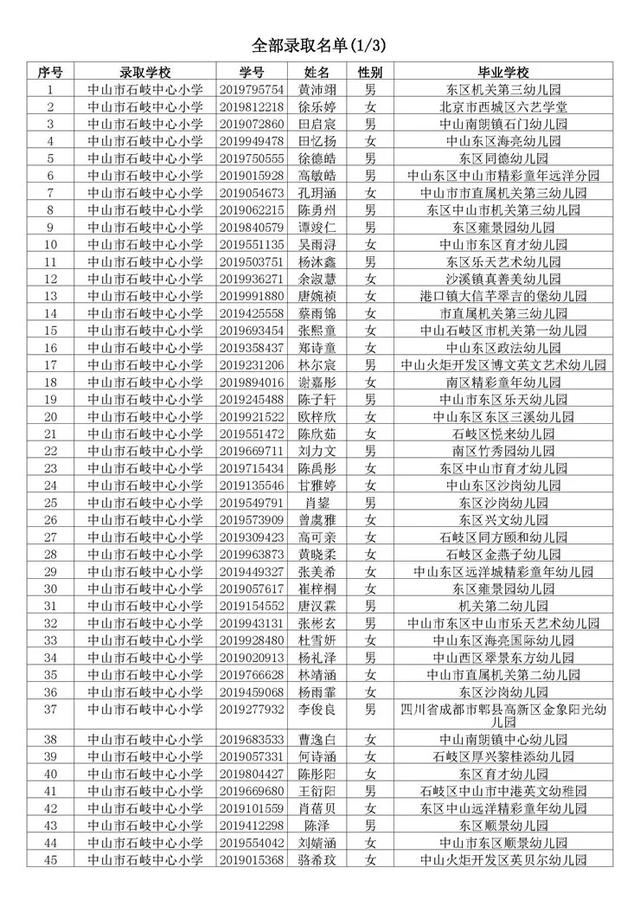 全部录取名单(1/3)
序号 录取学校 学号 姓名 性别 毕业学校
1 中山市石岐中心小学 2019795754 黄沛翊 男 东区机关第三幼儿园
2 中山市石岐中心小学 2019812218 徐乐婷 女 北京市西城区六艺学堂
3 中山市石岐中心小学 2019072860 田启宸 男 中山南朗镇石门幼儿园
4 中山市石岐中心小学 2019949478 田忆扬 女 中山东区海亮幼儿园
5 中山市石岐中心小学 2019750555 徐德皓 男 东区同德幼儿园
6 中山市石岐中心小学 2019015928 高敏皓 男 中山东区中山市精彩童年远洋分园
7 中山市石岐中心小学 2019054673 孔玥涵 女 中山市市直属机关第三幼儿园
8 中山市石岐中心小学 2019062215 陈勇州 男 东区中山市机关第三幼儿园
9 中山市石岐中心小学 2019840579 谭竣仁 男 东区雍景园幼儿园
10 中山市石岐中心小学 2019551135 吴雨浔 女 中山市东区育才幼儿园
11 中山市石岐中心小学 2019503751 杨沐鑫 男 东区乐天艺术幼儿园
12 中山市石岐中心小学 2019936271 余淑慧 女 沙溪镇真善美幼儿园
13 中山市石岐中心小学 2019991880 唐婉祯 女 港口镇大信芊翠吉的堡幼儿园
14 中山市石岐中心小学 2019425558 蔡雨锦 女 市直属机关第三幼儿园
15 中山市石岐中心小学 2019693454 张熙童 女 中山石岐区市机关第一幼儿园
16 中山市石岐中心小学 2019358437 郑诗童 女 中山东区政法幼儿园
17 中山市石岐中心小学 2019231206 林尔宸 男 中山火炬开发区博文英文艺术幼儿园
18 中山市石岐中心小学 2019894016 谢嘉彤 女 南区精彩童年幼儿园
19 中山市石岐中心小学 2019245488 陈子轩 男 中山市东区乐天幼儿园
20 中山市石岐中心小学 2019921522 欧梓欣 女 中山东区东区三溪幼儿园
21 中山市石岐中心小学 2019551472 陈欣茹 女 石岐区悦来幼儿园
22 中山市石岐中心小学 2019669711 刘力文 男 南区竹秀园幼儿园
23 中山市石岐中心小学 2019715434 陈禹彤 女 东区中山市育才幼儿园
24 中山市石岐中心小学 2019135546 甘雅婷 女 中山东区沙岗幼儿园
25 中山市石岐中心小学 2019549791 肖鋆 男 东区沙岗幼儿园
26 中山市石岐中心小学 2019573909 曾虞雅 女 东区兴文幼儿园
27 中山市石岐中心小学 2019309423 高可亲 女 石岐区同方颐和幼儿园
28 中山市石岐中心小学 2019963873 黄晓柔 女 石岐区金燕子幼儿园
29 中山市石岐中心小学 2019449327 张美希 女 中山东区远洋城精彩童年幼儿园
30 中山市石岐中心小学 2019057617 崔梓桐 女 东区雍景园幼儿园
31 中山市石岐中心小学 2019154552 唐汉霖 男 机关第二幼儿园
32 中山市石岐中心小学 2019943131 张彬玄 男 中山市东区中山市乐天艺术幼儿园
33 中山市石岐中心小学 2019928480 杜雪妍 女 中山东区海亮国际幼儿园
34 中山市石岐中心小学 2019020913 杨礼泽 男 中山西区翠景东方幼儿园
35 中山市石岐中心小学 2019766628 林靖涵 女 中山市直属机关第二幼儿园
36 中山市石岐中心小学 2019459068 杨雨霏 女 东区沙岗幼儿园
37 中山市石岐中心小学 2019277932 李俊良 男 四川省成都市郫县高新区金象阳光幼
儿园
38 中山市石岐中心小学 2019683533 曹逸白 女 中山南朗镇中心幼儿园
39 中山市石岐中心小学 2019057331 何诗涵 女 石岐区厚兴黎桂添幼儿园
40 中山市石岐中心小学 2019804427 陈彤阳 女 东区育才幼儿园
41 中山市石岐中心小学 2019669680 王衍阳 男 石岐区中山市中港英文幼稚园
42 中山市石岐中心小学 2019101559 肖蓓贝 女 东区中山远洋精彩童年幼儿园
43 中山市石岐中心小学 2019412298 陈泽 男 东区顺景幼儿园
44 中山市石岐中心小学 2019554042 刘婧涵 女 中山市东区顺景幼儿园
45 中山市石岐中心小学 2019015368 骆希玟 女 中山火炬开发区英贝尔幼儿园